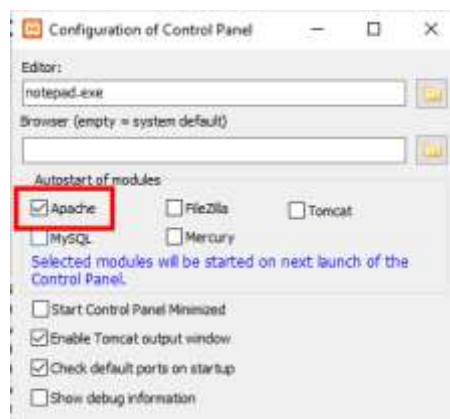 Configuration of Control Panel
Editor:
notepad.exe
Browser (empty = system default)
Autostart of modules
Apache FileZilla Tomcat
MySQL Mercury
Selected modules will be started on next launch of the
Control Panel.
Start Control Panel Minimized
Enable Tomcat output window
Check default ports on startup
Show debug information